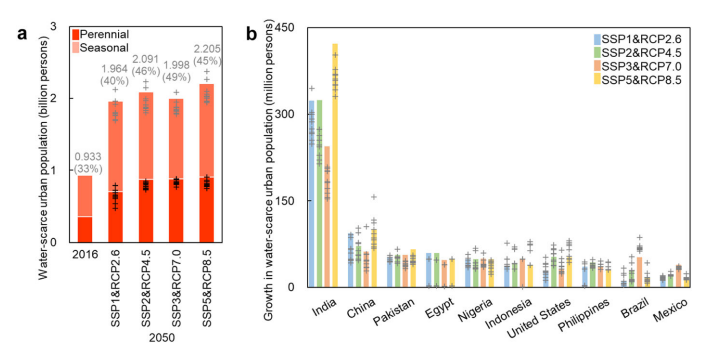 a
Water-scarce urban population (billion persons)
3
2
1
0
Perennial
Seasonal
0.933
(33%)
1.964
(40%)
2.091
(46%)
1.998
(49%)
2.205
(45%)
2016
SSP1&RCP2.6
SSP2&RCP4.5
SSP3&RCP7.0
SSP5&RCP8.5
2050
b
Growth in water-scarce urban population (million persons)
450
300
150
0
SSP1&RCP2.6
SSP2&RCP4.5
SSP3&RCP7.0
SSP5&RCP8.5
India
China
Pakistan
Egypt
Nigeria
Indonesia
United States
Philippines
Brazil
Mexico